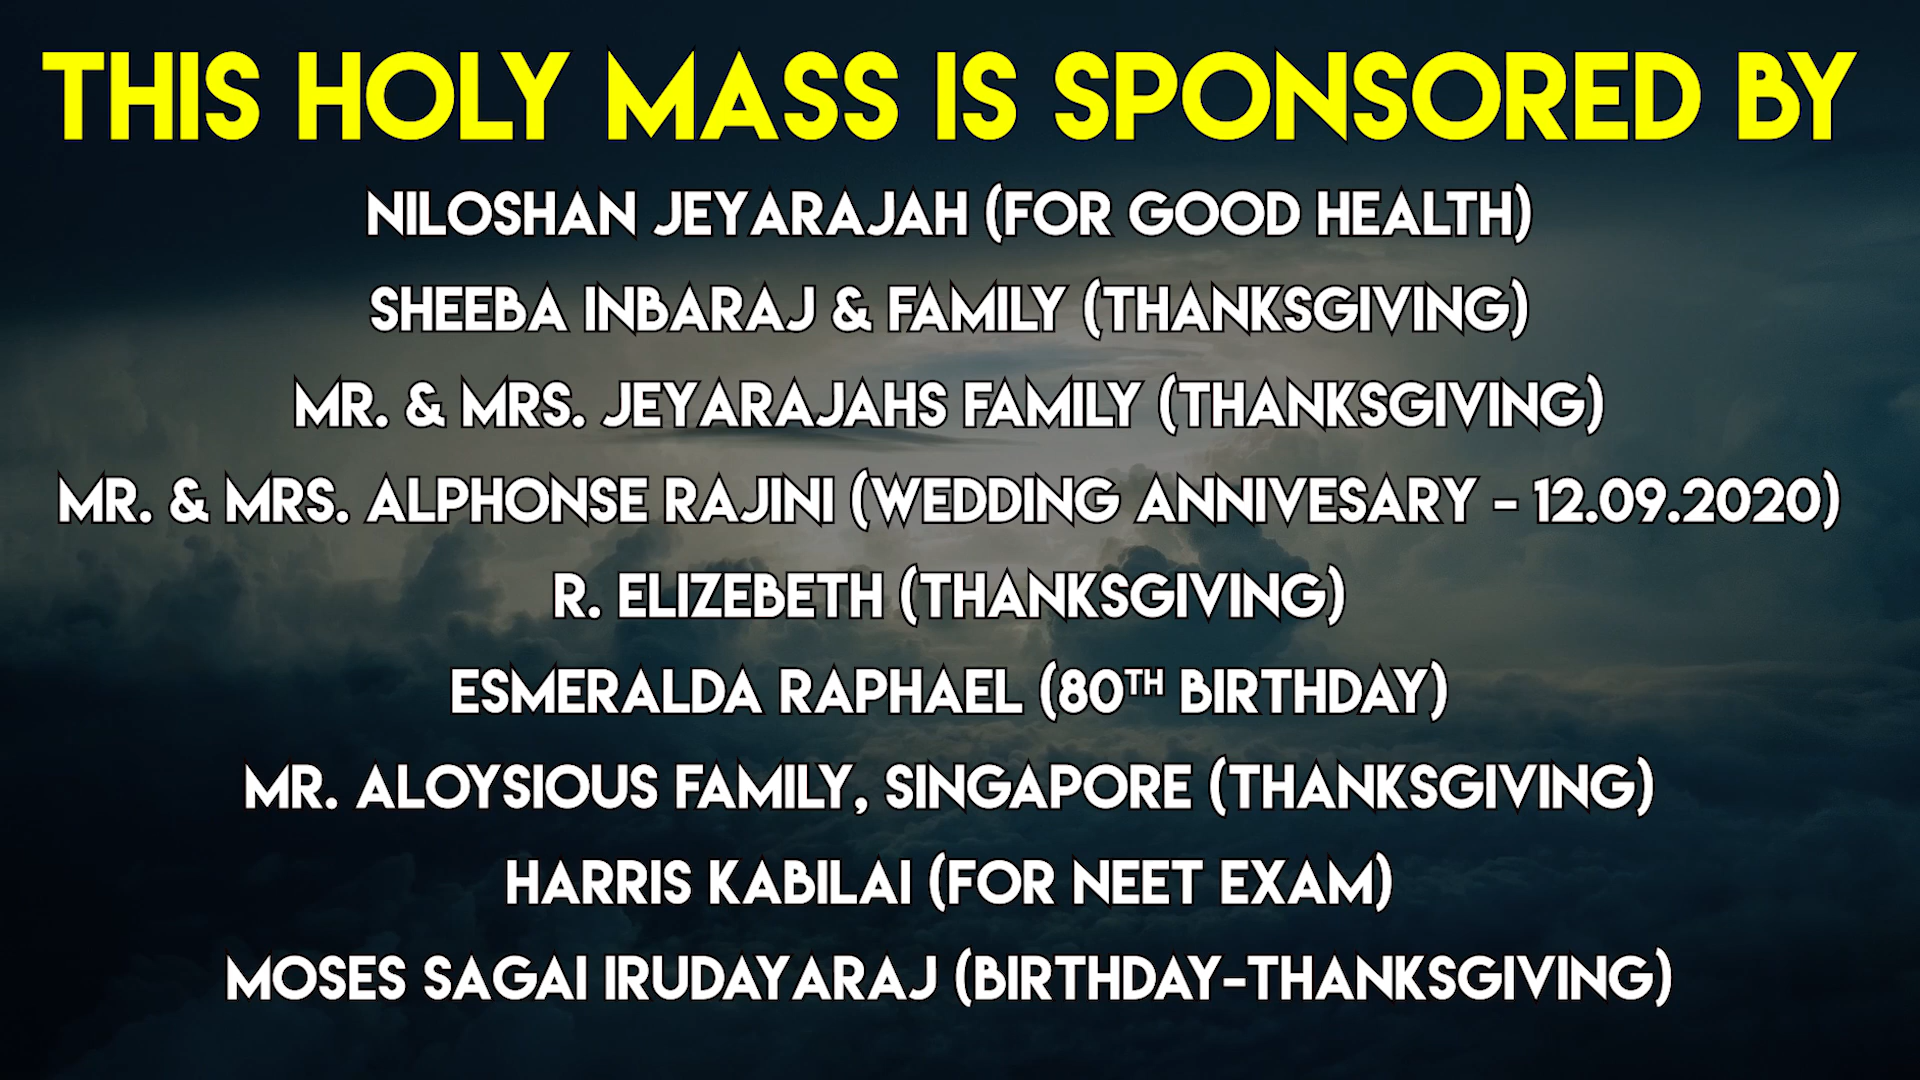 THIS HOLY MASS IS SPONSORED BY
NILOSHAN JEYARAJAH (FOR GOOD HEALTH)
SHEEBA INBARAJ & FAMILY (THANKSGIVING)
MR. & MRS. JEYARAJAHS FAMILY (THANKSGIVING)
MR. & MRS. ALPHONSE RAJINI (WEDDING ANNIVESARY - 12.09.2020)
R. ELIZEBETH (THANKSGIVING)
ESMERALDA RAPHAEL (80TH BIRTHDAY)
MR. ALOYSIOUS FAMILY, SINGAPORE (THANKSGIVING)
HARRIS KABILAI (FOR NEET EXAM)
MOSES SAGAI IRUDAYARAJ (BIRTHDAY-THANKSGIVING)